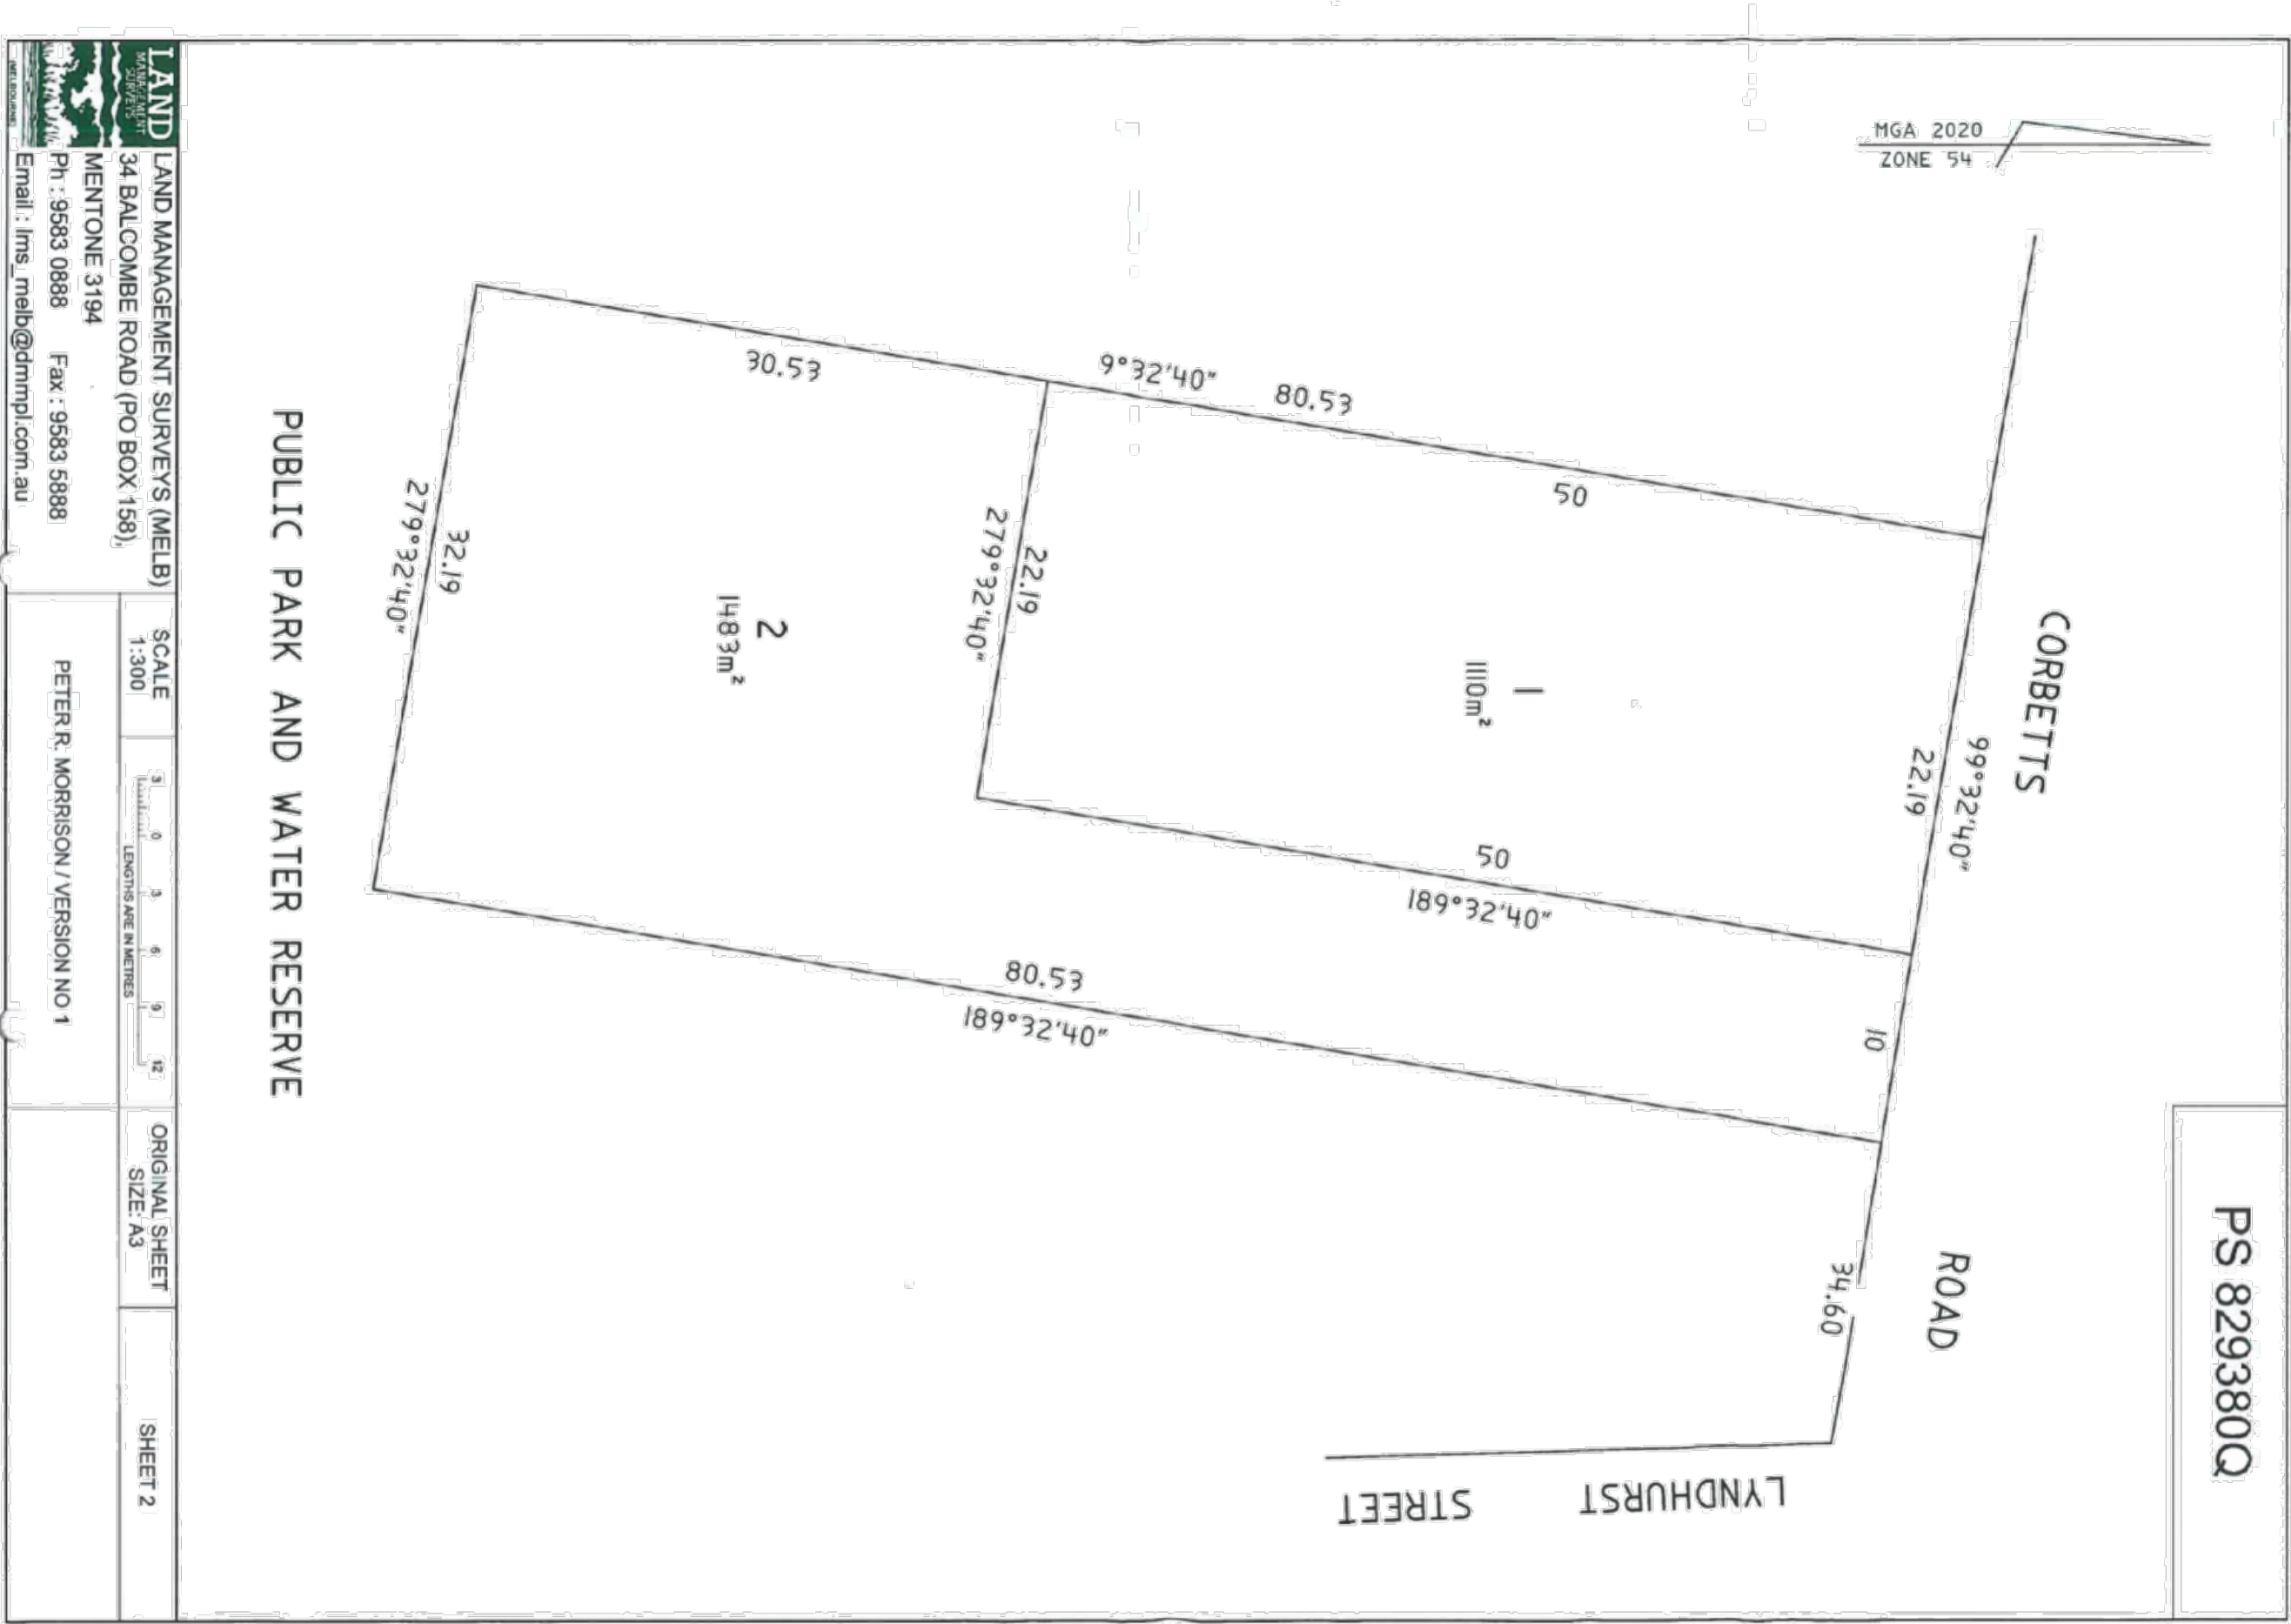 PS 829380Q
MGA 2020
ZONE 54
CORBETTS
ROAD
99°32'40"
22.19
10
34.60
LYNDHURST
STREET
9°32'40"
80.53
50
30.53
1
1110m²
50
189°32'40"
22.19
279°32'40"
2
1483m²
80.53
189°32'40"
32.19
279°32'40"
PUBLIC PARK AND WATER RESERVE
LAND
MANAGEMENT
SURVEYS
(MELBOURNE)
LAND MANAGEMENT SURVEYS (MELB)
34 BALCOMBE ROAD (PO BOX 158),
MENTONE 3194
Ph : 9583 0888 Fax : 9583 5888
Email : lms_melb@dmmpl.com.au
SCALE
1:300
3 0 3 6 9 12
LENGTHS ARE IN METRES
ORIGINAL SHEET
SIZE: A3
SHEET 2
PETER R. MORRISON / VERSION NO 1